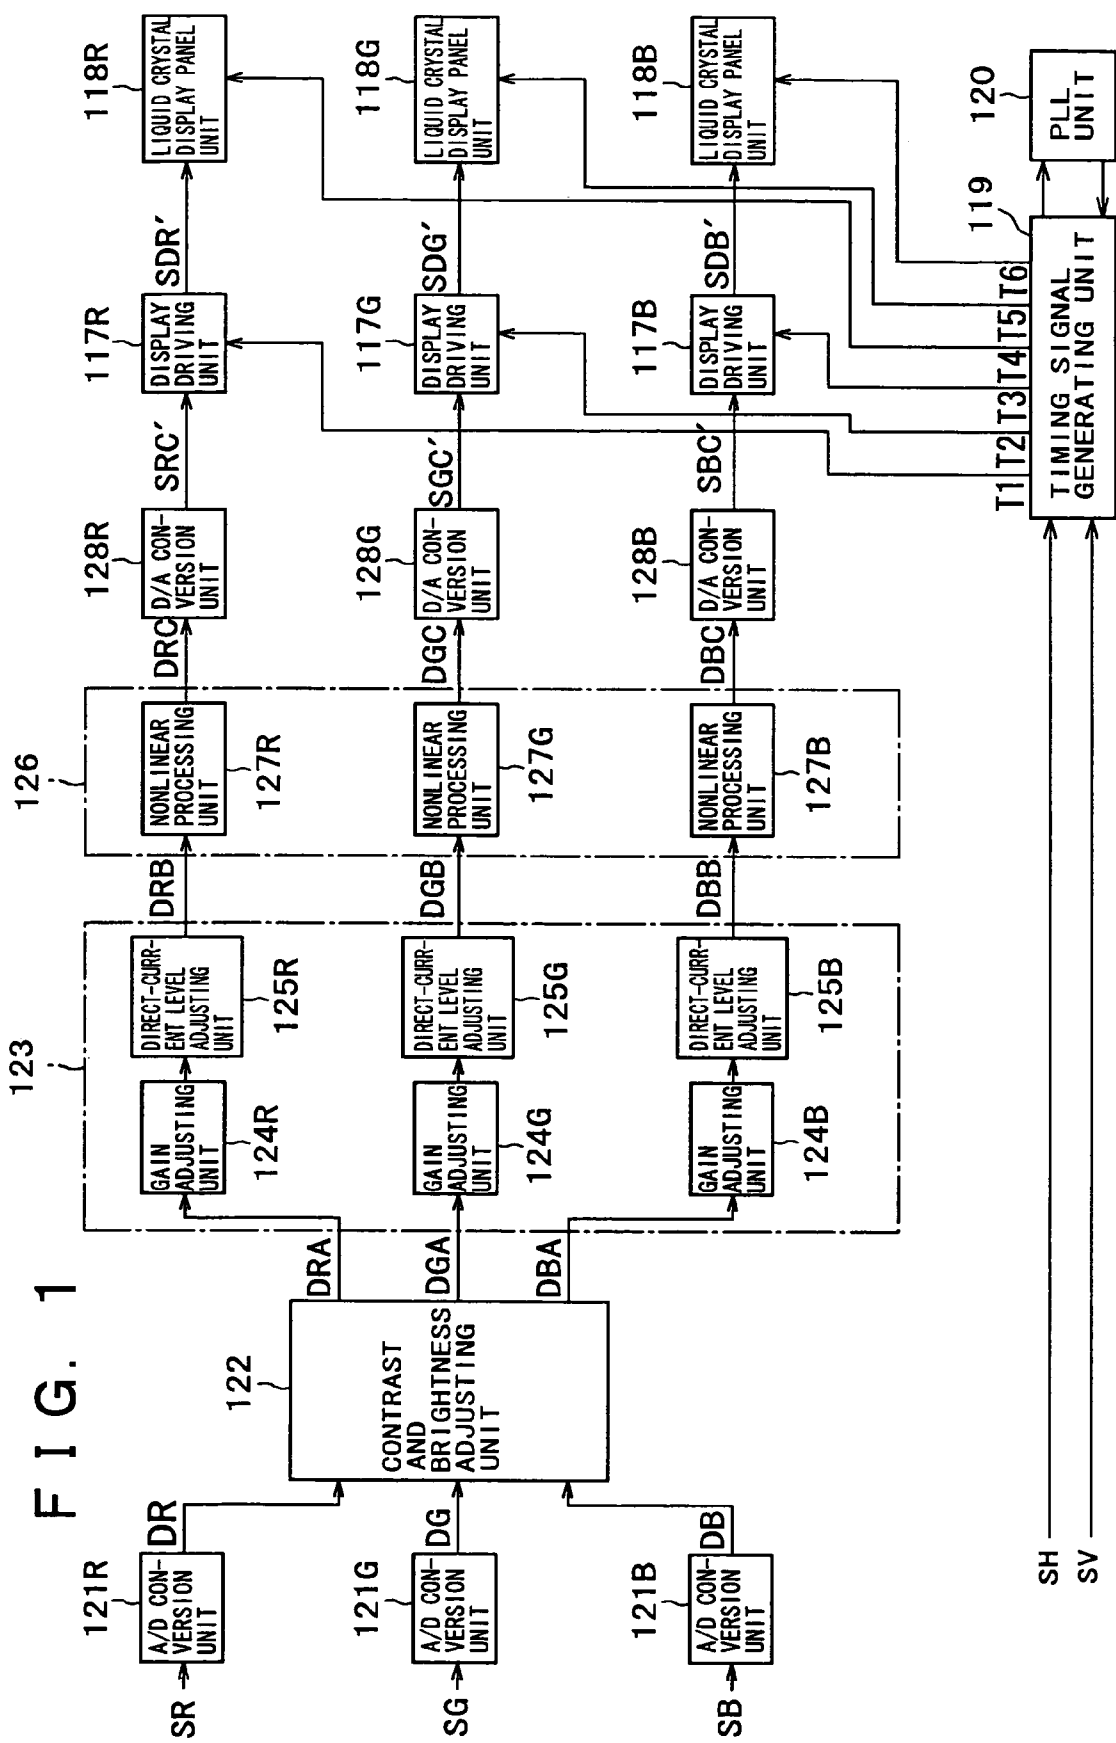 FIG. 1
SR
A/D CON-
VERSION
UNIT
121R
DR
SG
A/D CON-
VERSION
UNIT
121G
DG
SB
A/D CON-
VERSION
UNIT
121B
DB
122
CONTRAST
AND
BRIGHTNESS
ADJUSTING
UNIT
DRA
DGA
DBA
123
GAIN
ADJUSTING
UNIT
124R
DIRECT-CURR-
ENT LEVEL
ADJUSTING
UNIT
125R
GAIN
ADJUSTING
UNIT
124G
DIRECT-CURR-
ENT LEVEL
ADJUSTING
UNIT
125G
GAIN
ADJUSTING
UNIT
124B
DIRECT-CURR-
ENT LEVEL
ADJUSTING
UNIT
125B
DRB
DGB
DBB
126
NONLINEAR
PROCESSING
UNIT
127R
NONLINEAR
PROCESSING
UNIT
127G
NONLINEAR
PROCESSING
UNIT
127B
DRC
DGC
DBC
128R
D/A CON-
VERSION
UNIT
128G
D/A CON-
VERSION
UNIT
128B
D/A CON-
VERSION
UNIT
SRC'
SGC'
SBC'
117R
DISPLAY
DRIVING
UNIT
117G
DISPLAY
DRIVING
UNIT
117B
DISPLAY
DRIVING
UNIT
SDR'
SDG'
SDB'
118R
LIQUID CRYSTAL
DISPLAY PANEL
UNIT
118G
LIQUID CRYSTAL
DISPLAY PANEL
UNIT
118B
LIQUID CRYSTAL
DISPLAY PANEL
UNIT
SH
SV
T1 T2 T3 T4 T5 T6
TIMING SIGNAL
GENERATING UNIT
119
120
PLL
UNIT